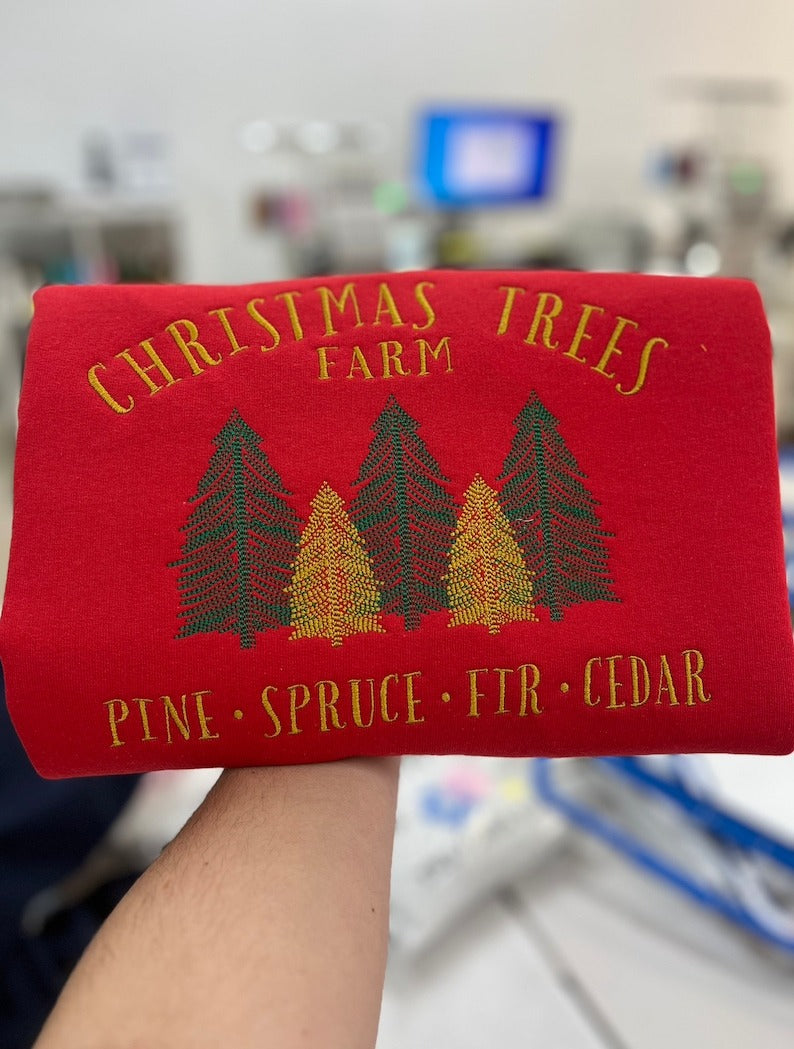 CHRISTMAS TREES
FARM
PINE • SPRUCE • FIR • CEDAR